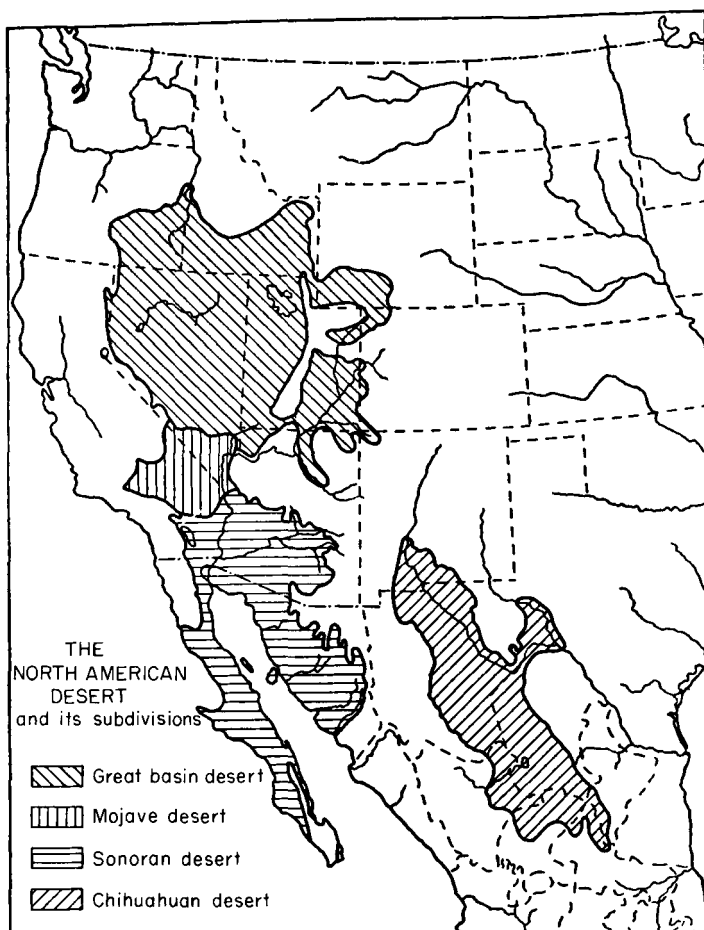 THE
NORTH AMERICAN
DESERT
and its subdivisions
Great basin desert
Mojave desert
Sonoran desert
Chihuahuan desert